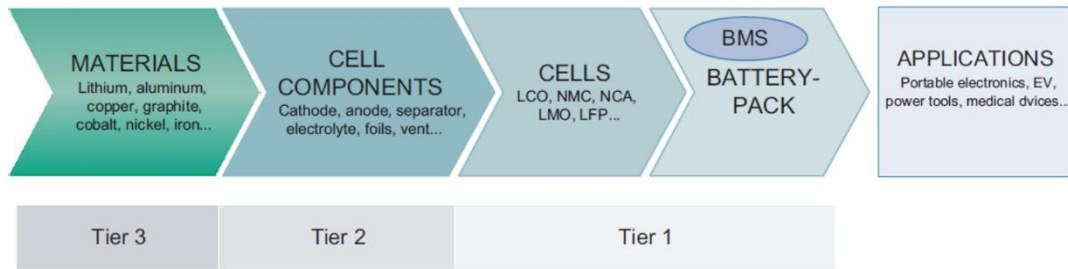 MATERIALS
Lithium, aluminum,
copper, graphite,
cobalt, nickel, iron...
CELL
COMPONENTS
Cathode, anode, separator,
electrolyte, foils, vent...
CELLS
LCO, NMC, NCA,
LMO, LFP...
BMS
BATTERY-
PACK
APPLICATIONS
Portable electronics, EV,
power tools, medical dvices...
Tier 3
Tier 2
Tier 1